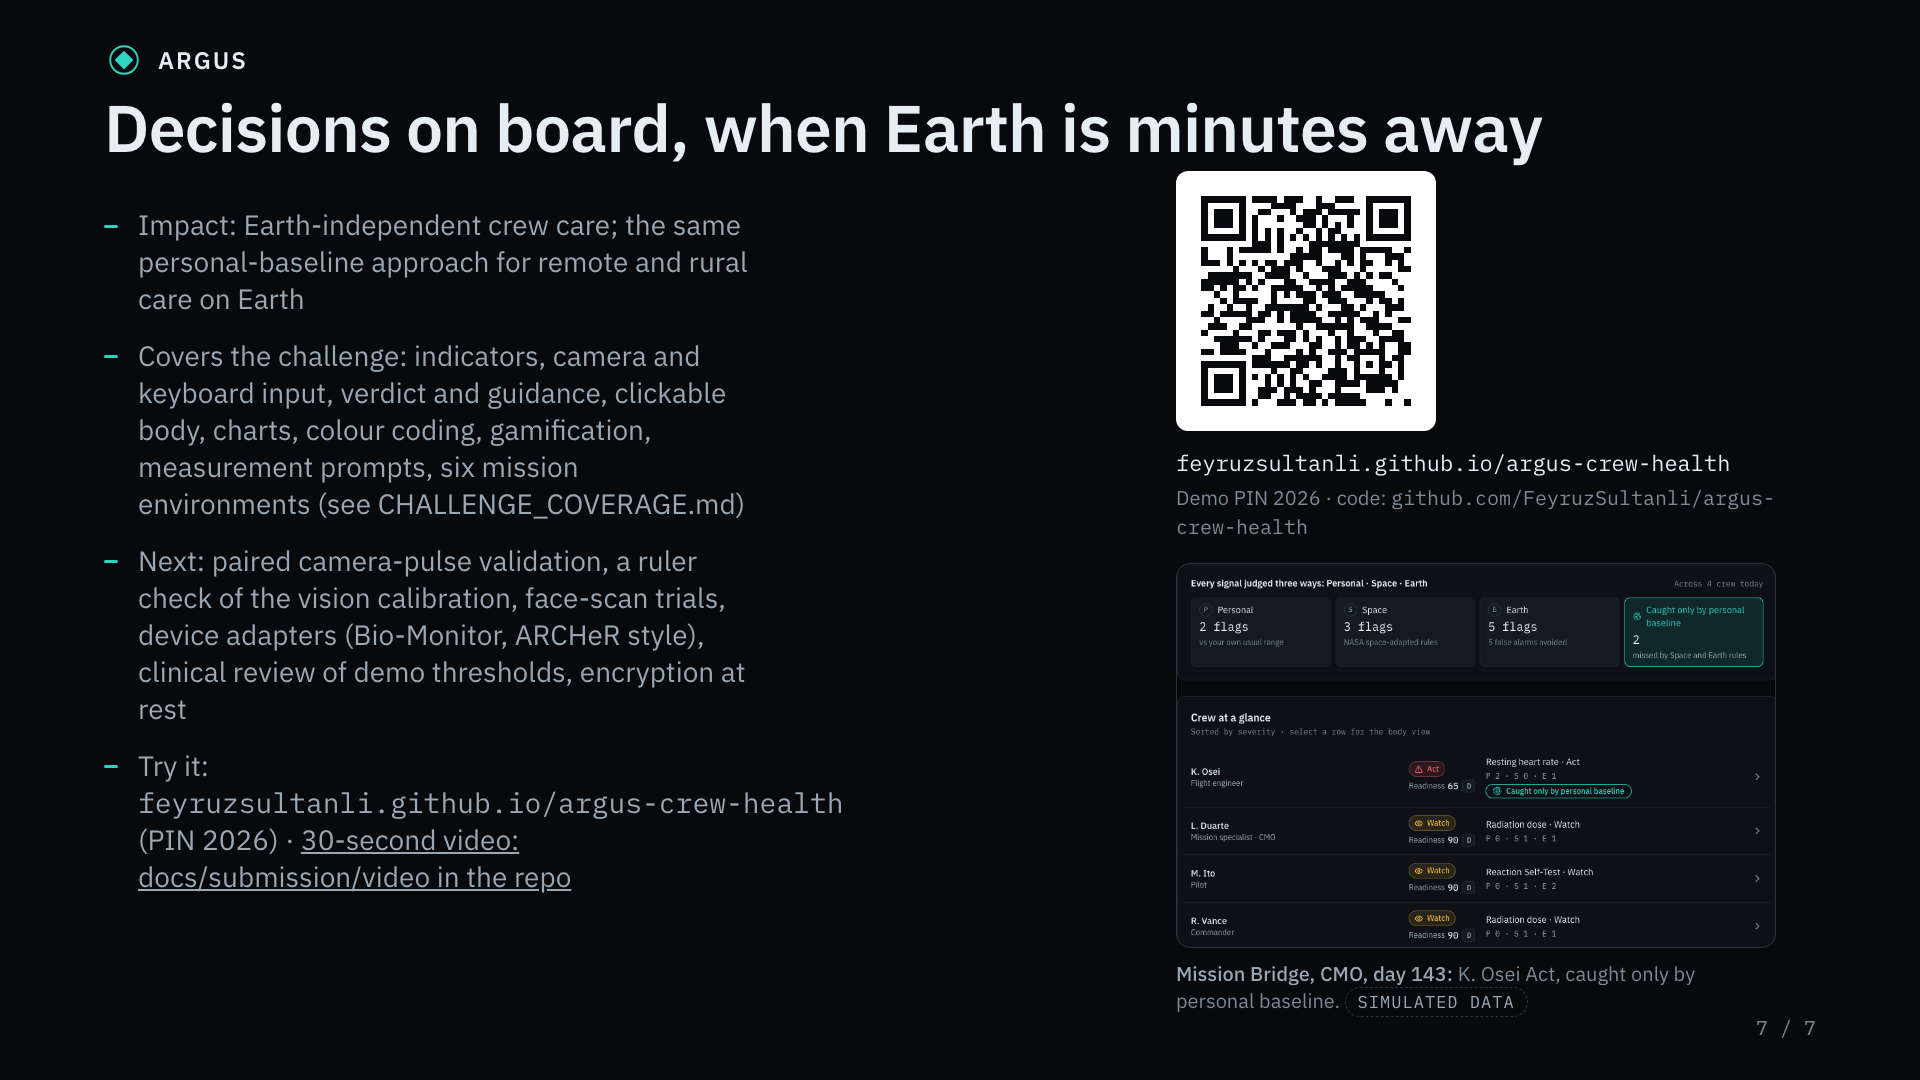 ARGUS
Decisions on board, when Earth is minutes away
– Impact: Earth-independent crew care; the same
personal-baseline approach for remote and rural
care on Earth
– Covers the challenge: indicators, camera and
keyboard input, verdict and guidance, clickable
body, charts, colour coding, gamification,
measurement prompts, six mission
environments (see CHALLENGE_COVERAGE.md)
– Next: paired camera-pulse validation, a ruler
check of the vision calibration, face-scan trials,
device adapters (Bio-Monitor, ARCHeR style),
clinical review of demo thresholds, encryption at
rest
– Try it:
feyruzsultanli.github.io/argus-crew-health
(PIN 2026) · 30-second video:
docs/submission/video in the repo
feyruzsultanli.github.io/argus-crew-health
Demo PIN 2026 · code: github.com/FeyruzSultanli/argus-
crew-health
Every signal judged three ways: Personal · Space · Earth
Across 4 crew today
P Personal
2 flags
vs your own usual range
S Space
3 flags
NASA space-adapted rules
E Earth
5 flags
5 false alarms avoided
Caught only by personal
baseline
2
missed by Space and Earth rules
Crew at a glance
Sorted by severity · select a row for the body view
K. Osei
Flight engineer
Act
Readiness 65 D
Resting heart rate · Act
P 2 · S 0 · E 1
Caught only by personal baseline
L. Duarte
Mission specialist · CMO
Watch
Readiness 90 D
Radiation dose · Watch
P 0 · S 1 · E 1
M. Ito
Pilot
Watch
Readiness 90 D
Reaction Self-Test · Watch
P 0 · S 1 · E 2
R. Vance
Commander
Watch
Readiness 90 D
Radiation dose · Watch
P 0 · S 1 · E 1
Mission Bridge, CMO, day 143: K. Osei Act, caught only by
personal baseline. SIMULATED DATA
7 / 7